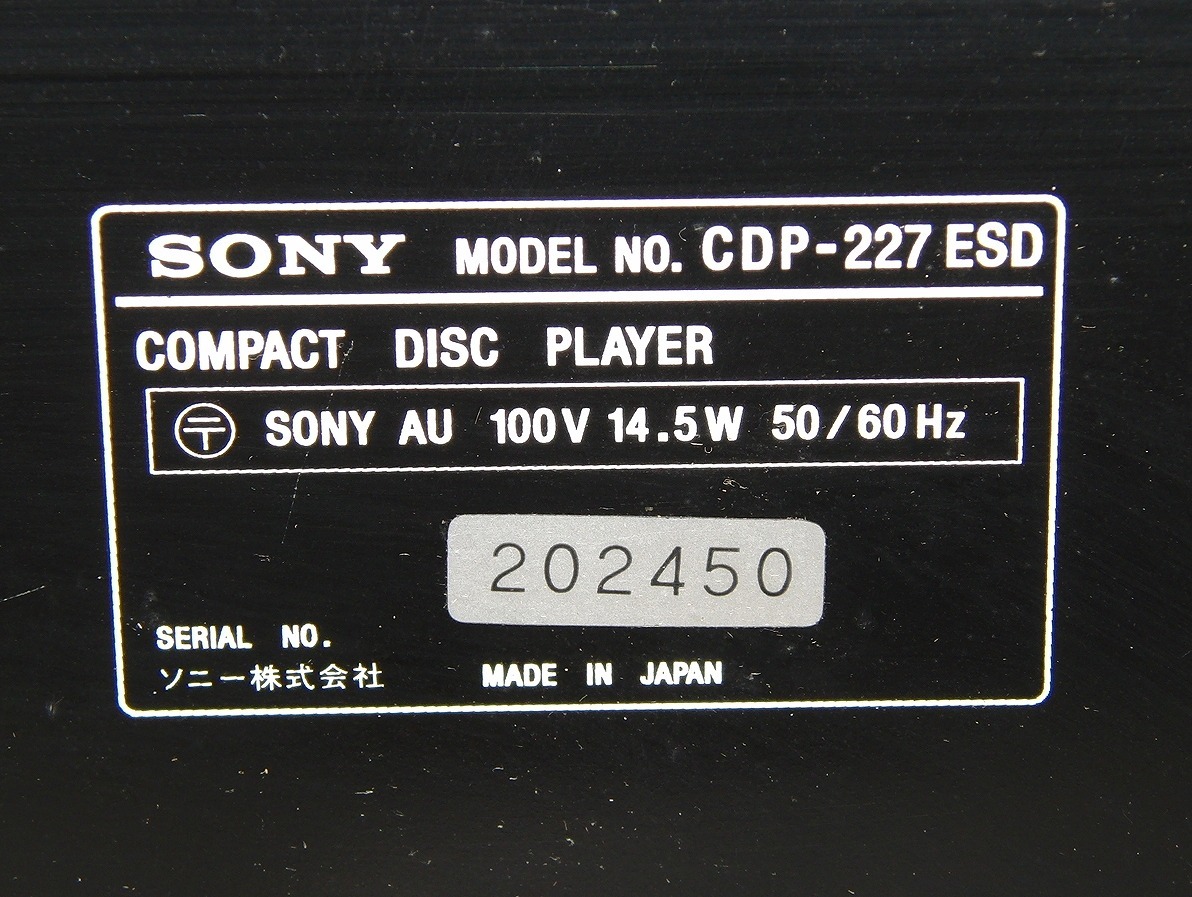 SONY MODEL NO. CDP-227 ESD
COMPACT DISC PLAYER
〒 SONY AU 100V 14.5W 50/60Hz
202450
SERIAL NO.
ソニー株式会社 MADE IN JAPAN